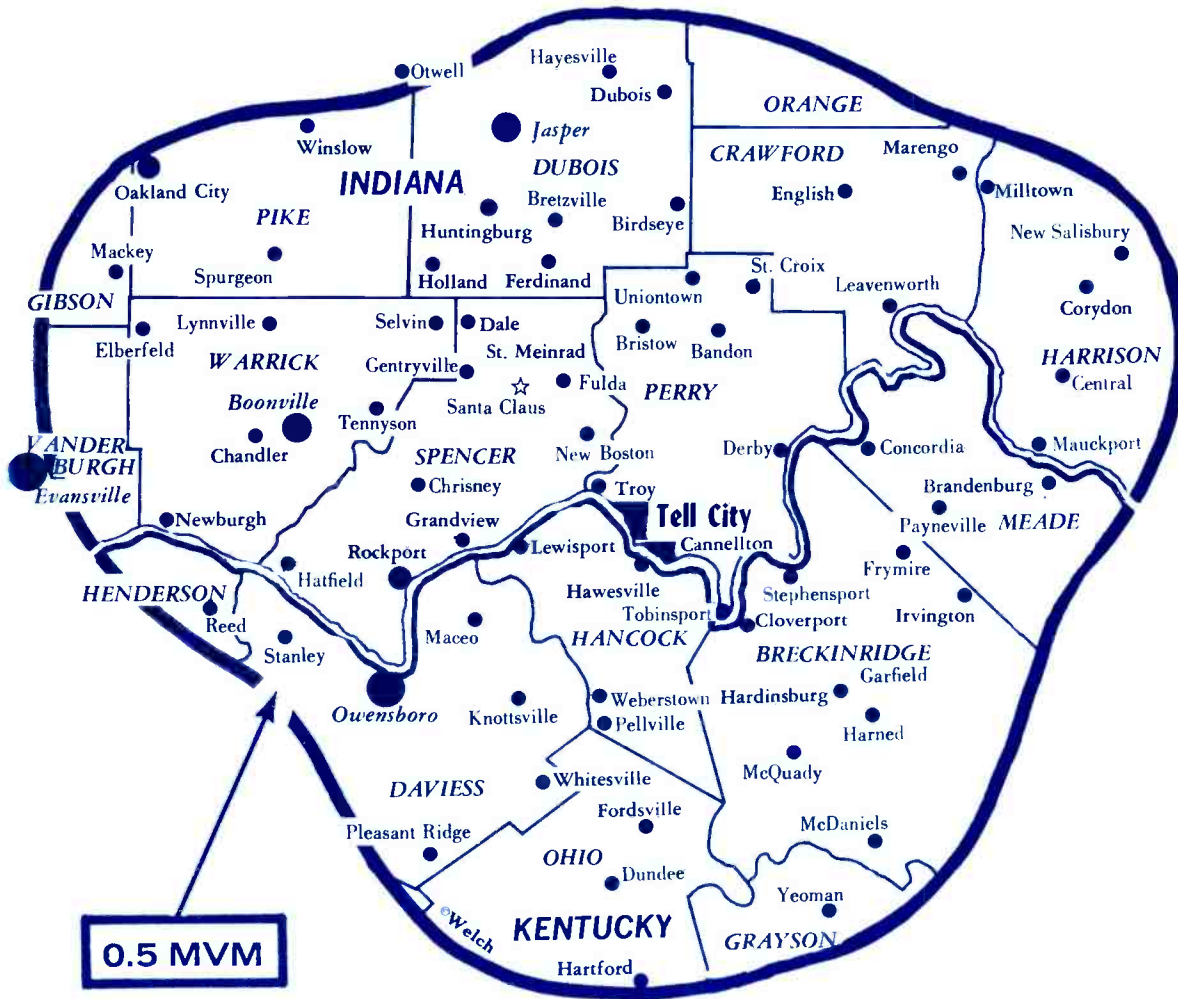 Otwell
Hayesville
Dubois
ORANGE
Winslow
Jasper
DUBOIS
CRAWFORD
Marengo
Oakland City
INDIANA
English
Milltown
PIKE
Bretzville
Huntingburg
Birdseye
New Salisbury
Mackey
Spurgeon
Holland
Ferdinand
St. Croix
Uniontown
Leavenworth
Corydon
GIBSON
Elberfeld
Lynnville
Selvin
Dale
Bristow
Bandon
HARRISON
WARRICK
St. Meinrad
Gentryville
Fulda
PERRY
Central
Santa Claus
Boonville
Tennyson
VANDER
BURGH
Chandler
SPENCER
New Boston
Derby
Concordia
Mauckport
Evansville
Chrisney
Troy
Brandenburg
Newburgh
Grandview
Tell City
Payneville
MEADE
Rockport
Lewisport
Cannellton
Hatfield
Hawesville
Frymire
HENDERSON
Stephensport
Reed
Tobinsport
Cloverport
Irvington
Stanley
Maceo
HANCOCK
BRECKINRIDGE
Garfield
Owensboro
Knottsville
Weberstown
Hardinsburg
Pellville
Harned
McQuady
DAVIESS
Whitesville
Fordsville
Pleasant Ridge
McDaniels
OHIO
Dundee
Yeoman
©Welch
KENTUCKY
GRAYSON
0.5 MVM
Hartford